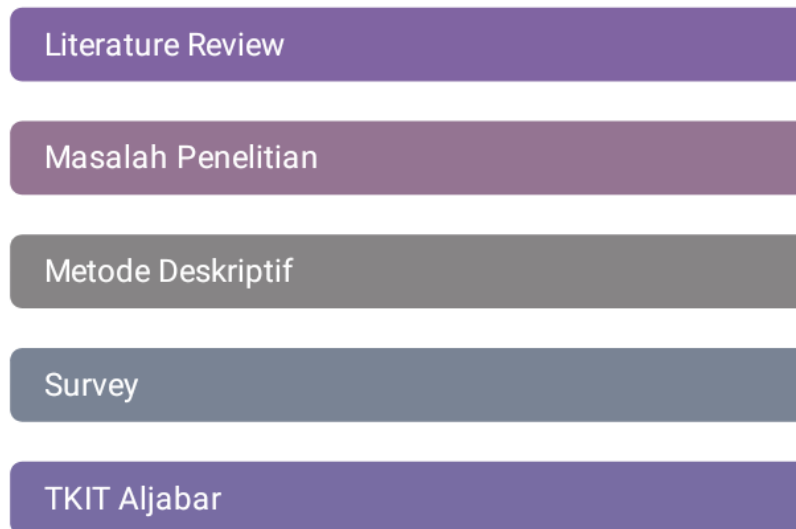 Literature Review
Masalah Penelitian
Metode Deskriptif
Survey
TKIT Aljabar